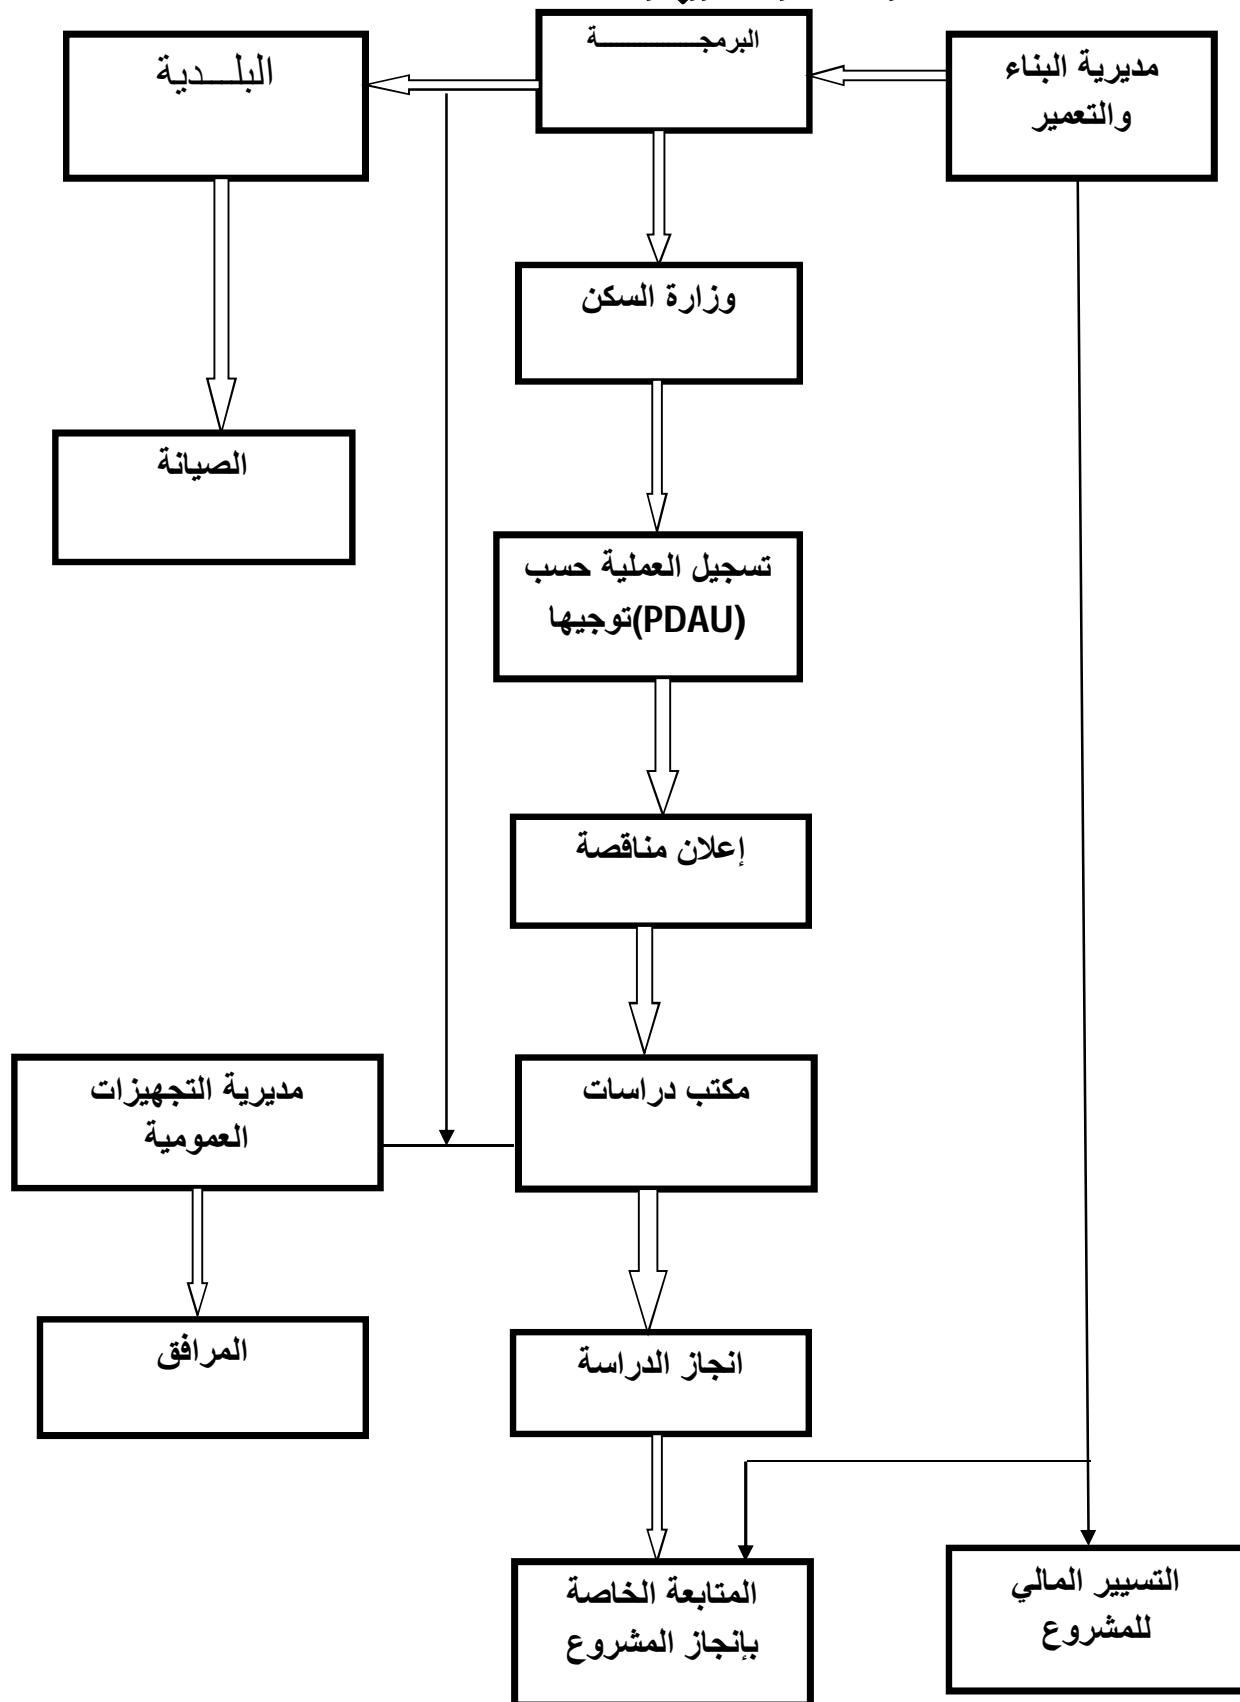 مديرية البناء
والتعمير
البرمجــــــــــــة
البلـــدية
وزارة السكن
الصيانة
تسجيل العملية حسب
توجيها(PDAU)
إعلان مناقصة
مكتب دراسات
مديرية التجهيزات
العمومية
انجاز الدراسة
المرافق
التسيير المالي
للمشروع
المتابعة الخاصة
بإنجاز المشروع